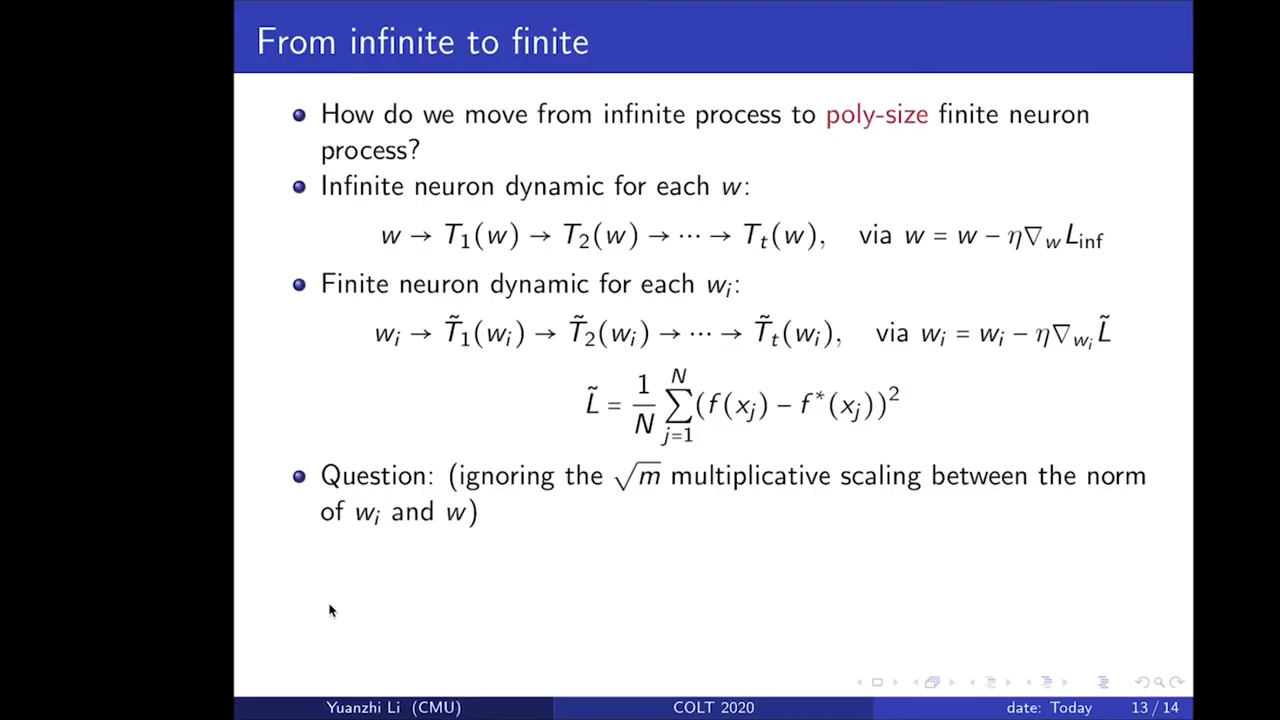 From infinite to finite
How do we move from infinite process to poly-size finite neuron
process?
Infinite neuron dynamic for each w:
w → T₁(w) → T₂(w) → ⋯ → Tₜ(w),   via w = w − η∇_w L_inf
Finite neuron dynamic for each wᵢ:
wᵢ → T̃₁(wᵢ) → T̃₂(wᵢ) → ⋯ → T̃ₜ(wᵢ),   via wᵢ = wᵢ − η∇_{wᵢ} L̃
L̃ = 1/N ∑_{j=1}^{N} (f(xⱼ) − f*(xⱼ))²
Question: (ignoring the √m multiplicative scaling between the norm
of wᵢ and w)
Yuanzhi Li (CMU) COLT 2020 date: Today 13 / 14